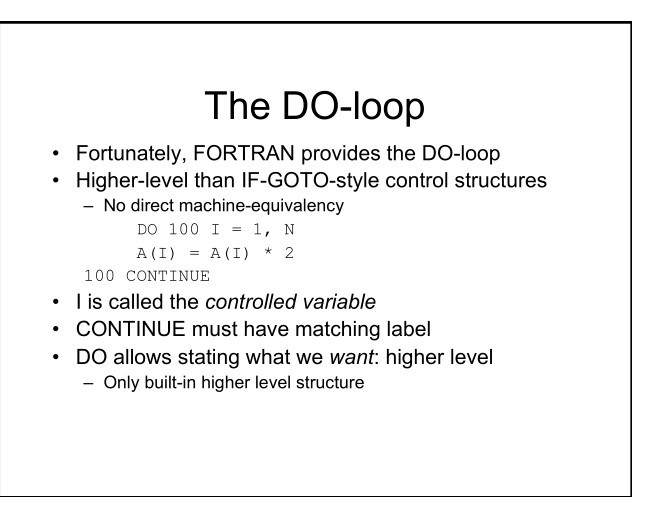 The DO-loop
• Fortunately, FORTRAN provides the DO-loop
• Higher-level than IF-GOTO-style control structures
– No direct machine-equivalency
DO 100 I = 1, N
A(I) = A(I) * 2
100 CONTINUE
• I is called the controlled variable
• CONTINUE must have matching label
• DO allows stating what we want: higher level
– Only built-in higher level structure